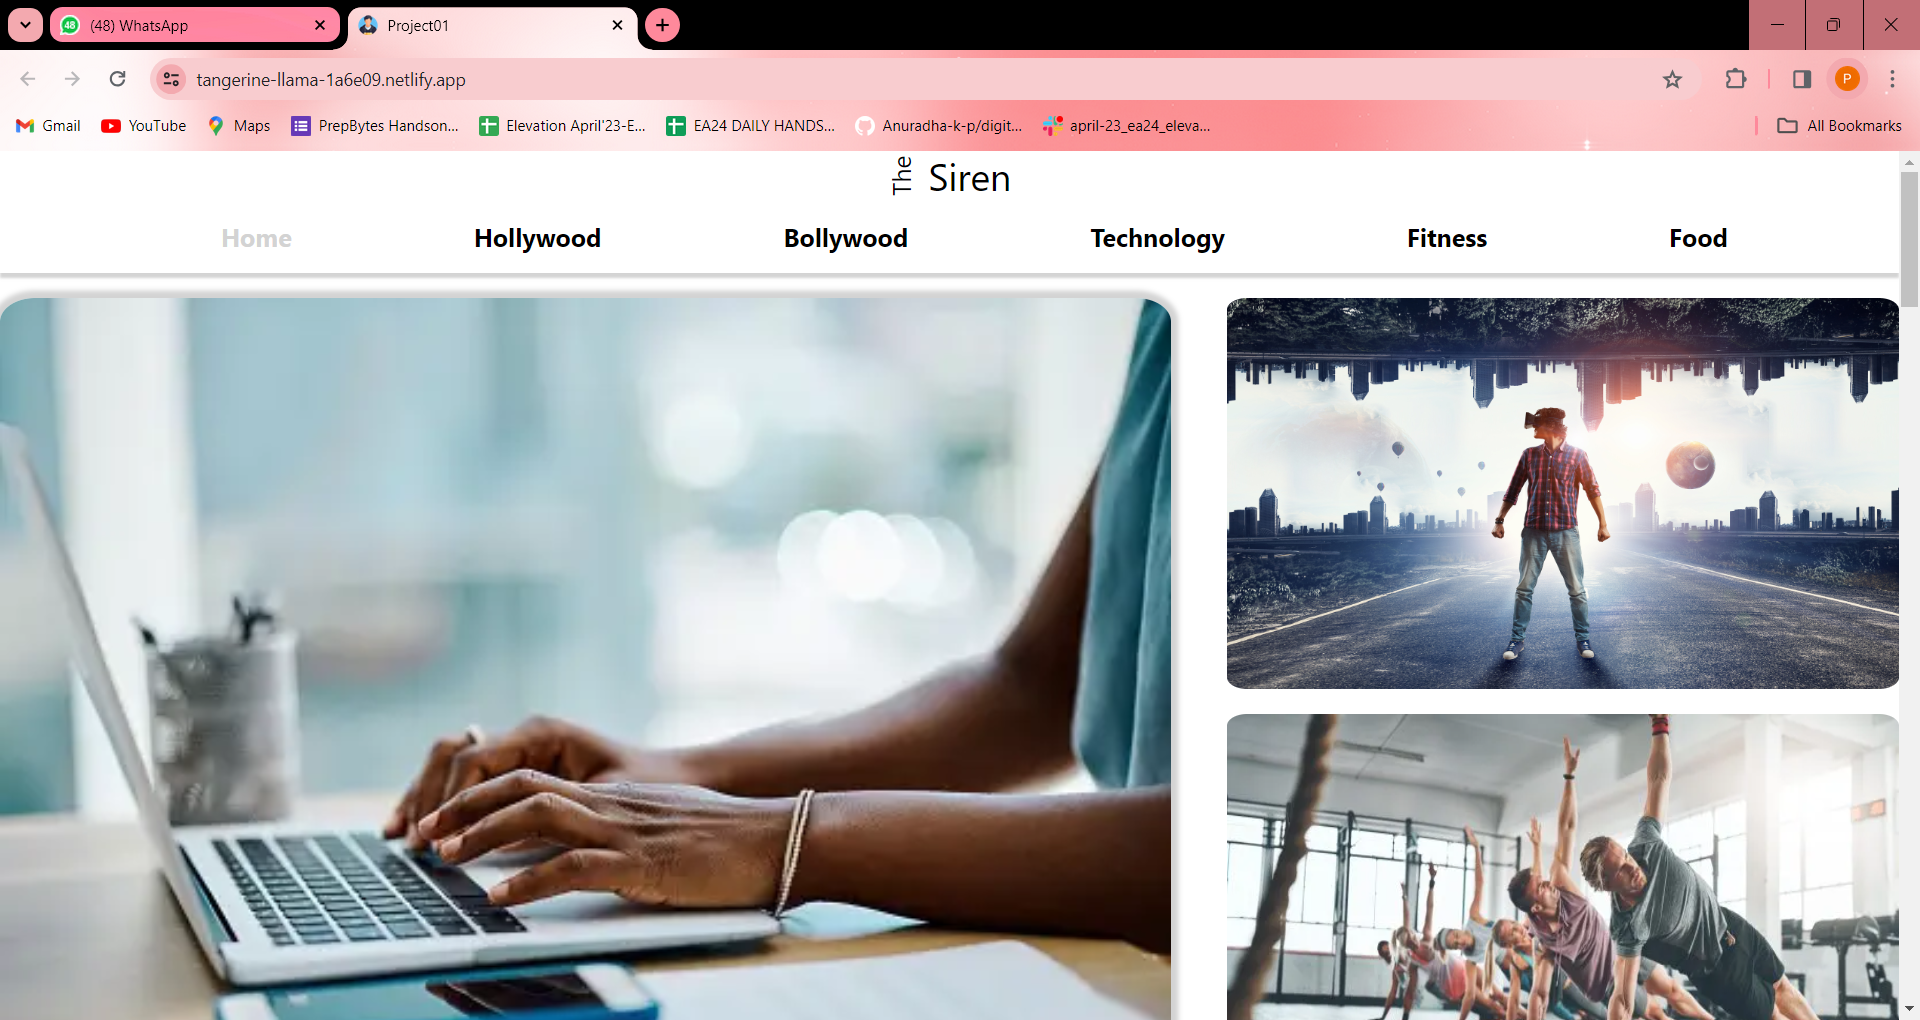 48 (48) WhatsApp
Project01
tangerine-llama-1a6e09.netlify.app
P
Gmail
YouTube
Maps
PrepBytes Handson...
Elevation April'23-E...
EA24 DAILY HANDS...
Anuradha-k-p/digit...
april-23_ea24_eleva...
All Bookmarks
The Siren
Home
Hollywood
Bollywood
Technology
Fitness
Food